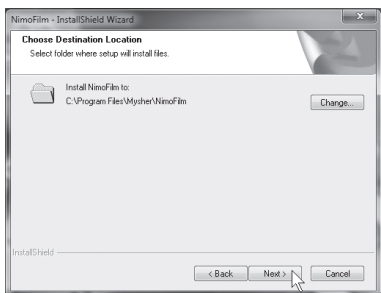 NimoFilm - InstallShield Wizard
X
Choose Destination Location
Select folder where setup will install files.
Install NimoFilm to:
C:\Program Files\Mysher\NimoFilm
Change...
InstallShield
< Back Next > Cancel